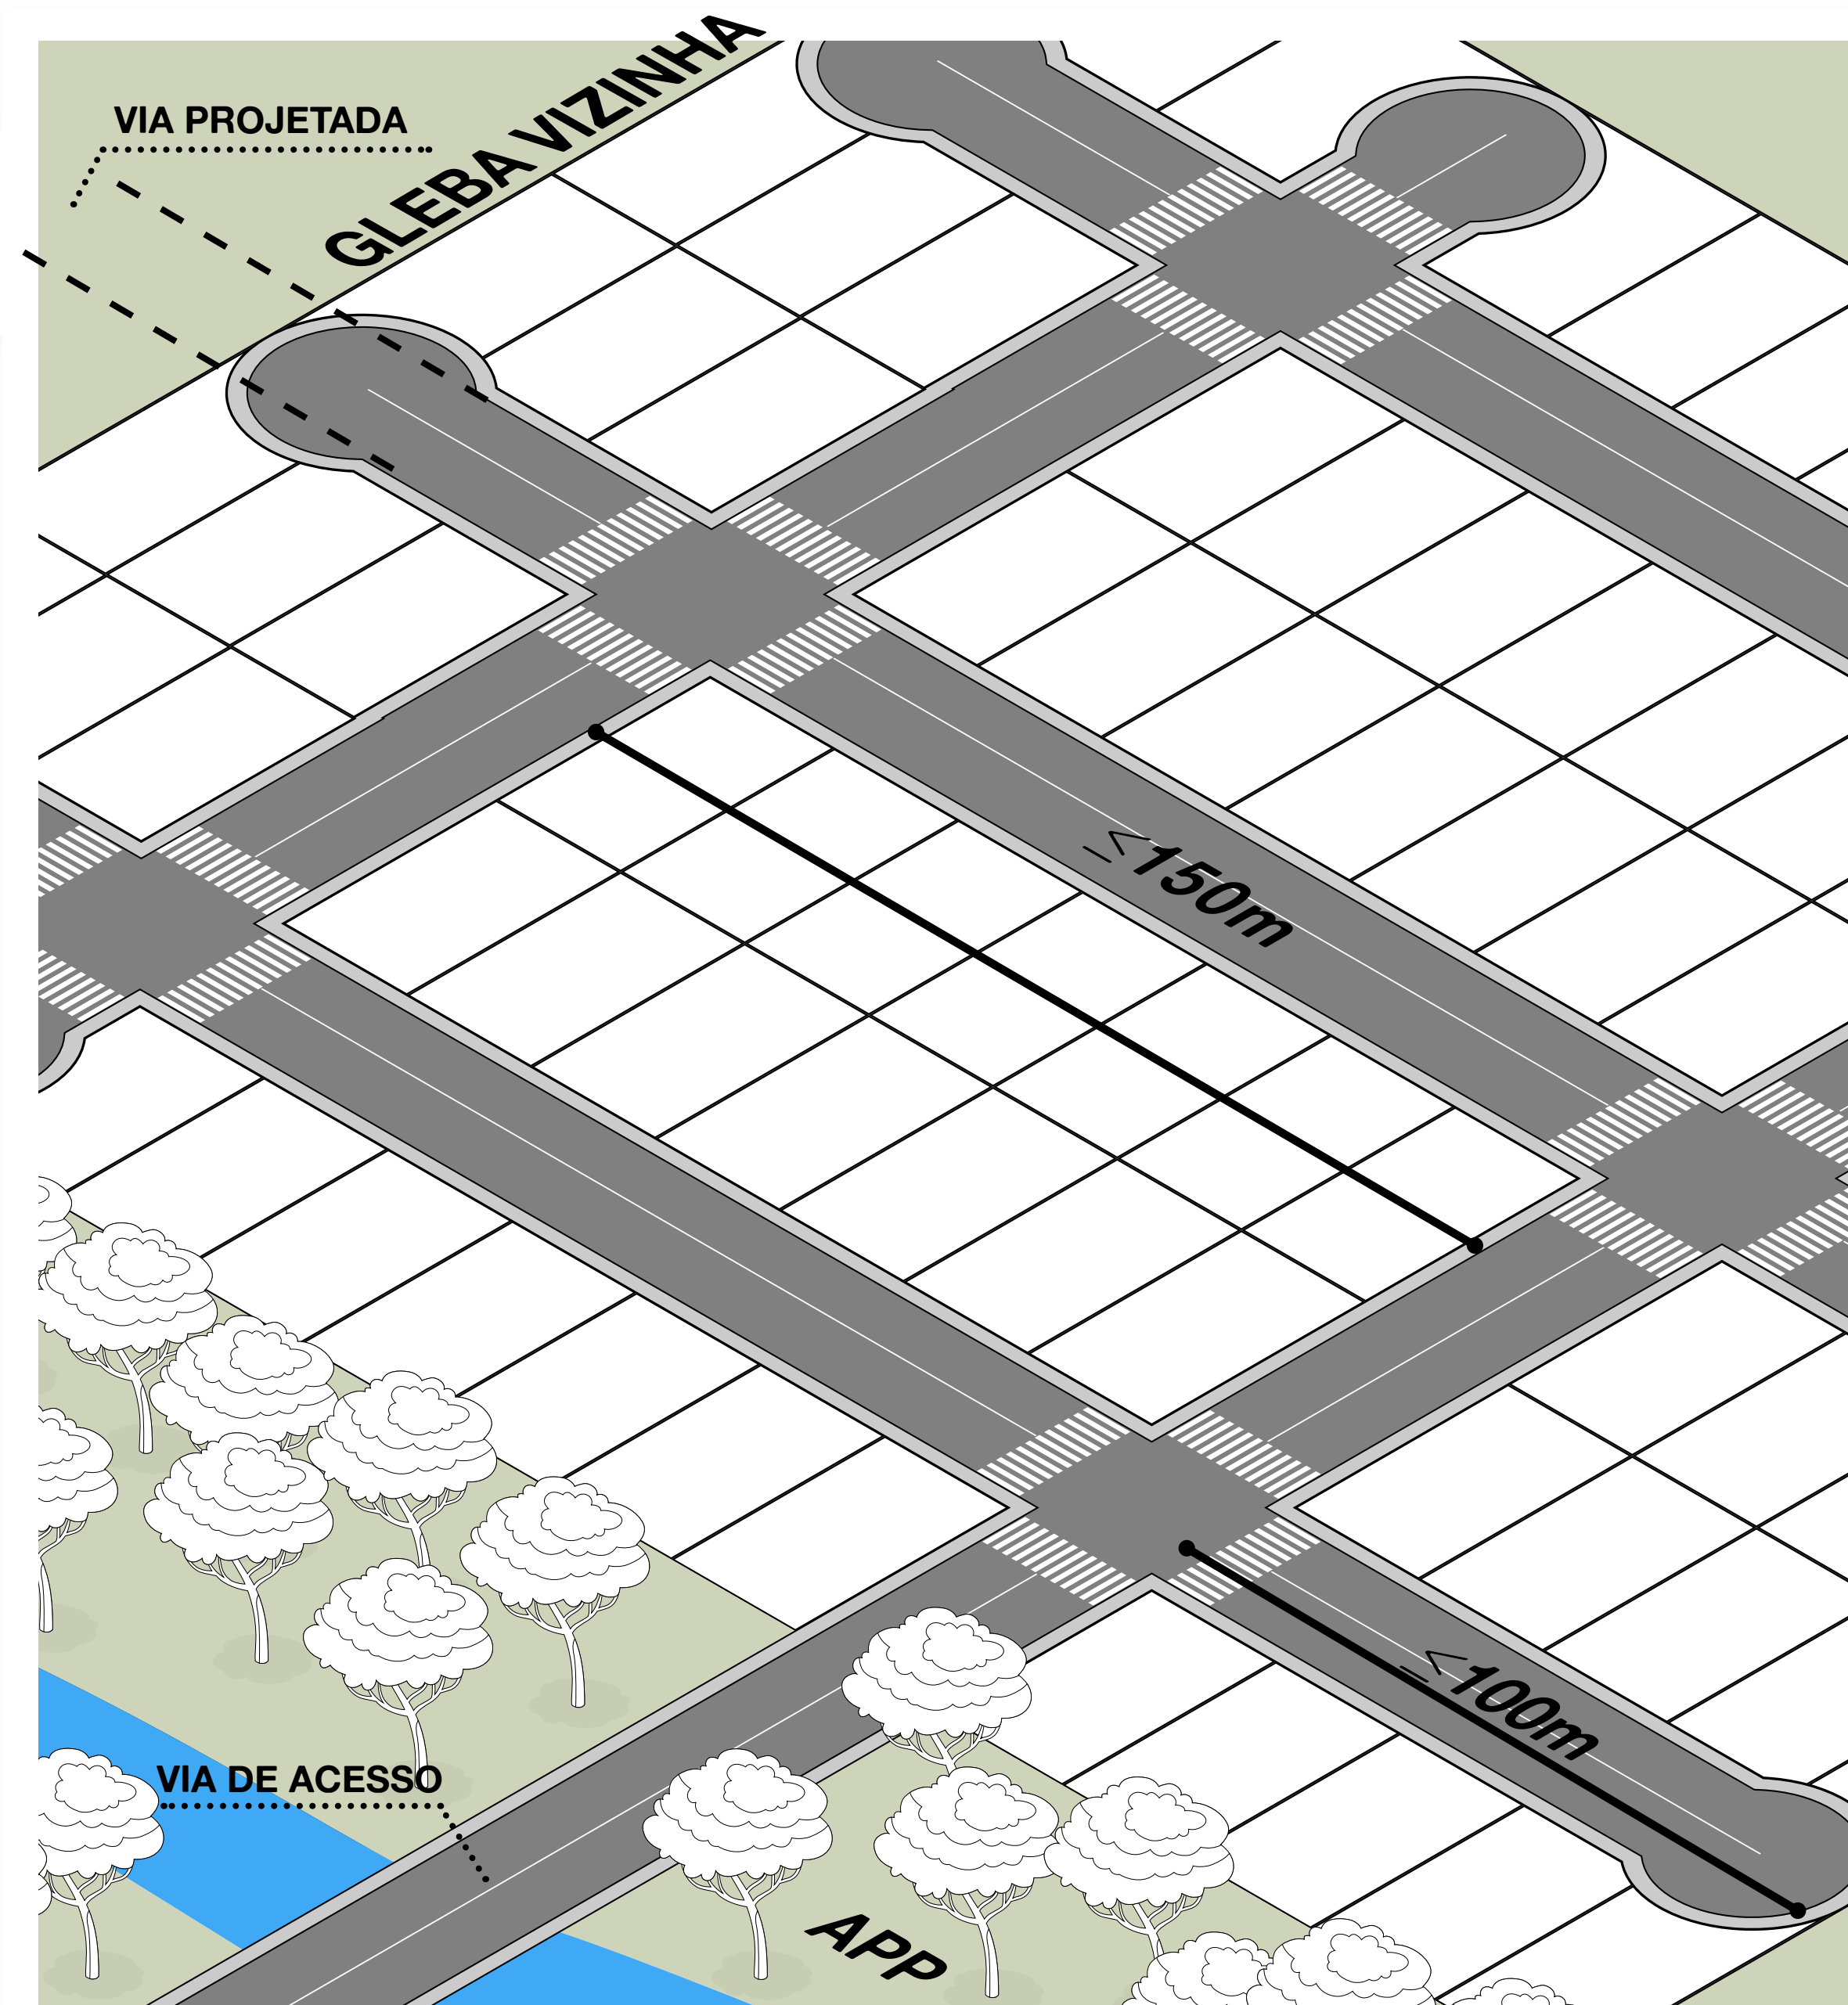 GLEBA VIZINHA
VIA PROJETADA
≤150m
≤100m
VIA DE ACESSO
APP